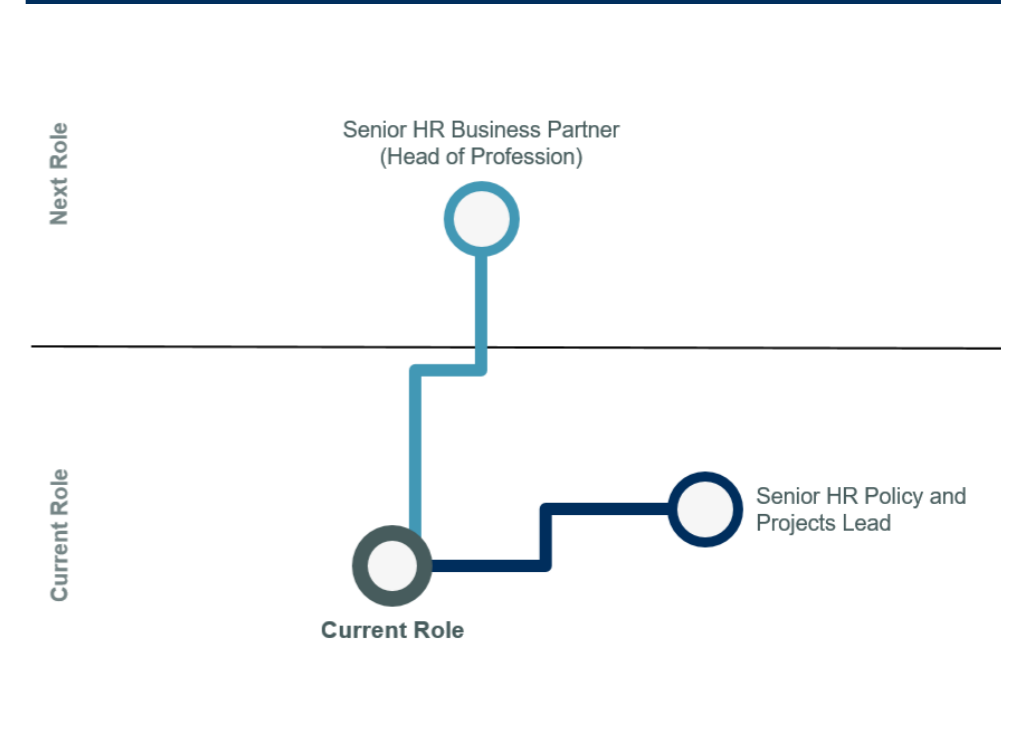 Next Role
Senior HR Business Partner
(Head of Profession)
Current Role
Senior HR Policy and
Projects Lead
Current Role